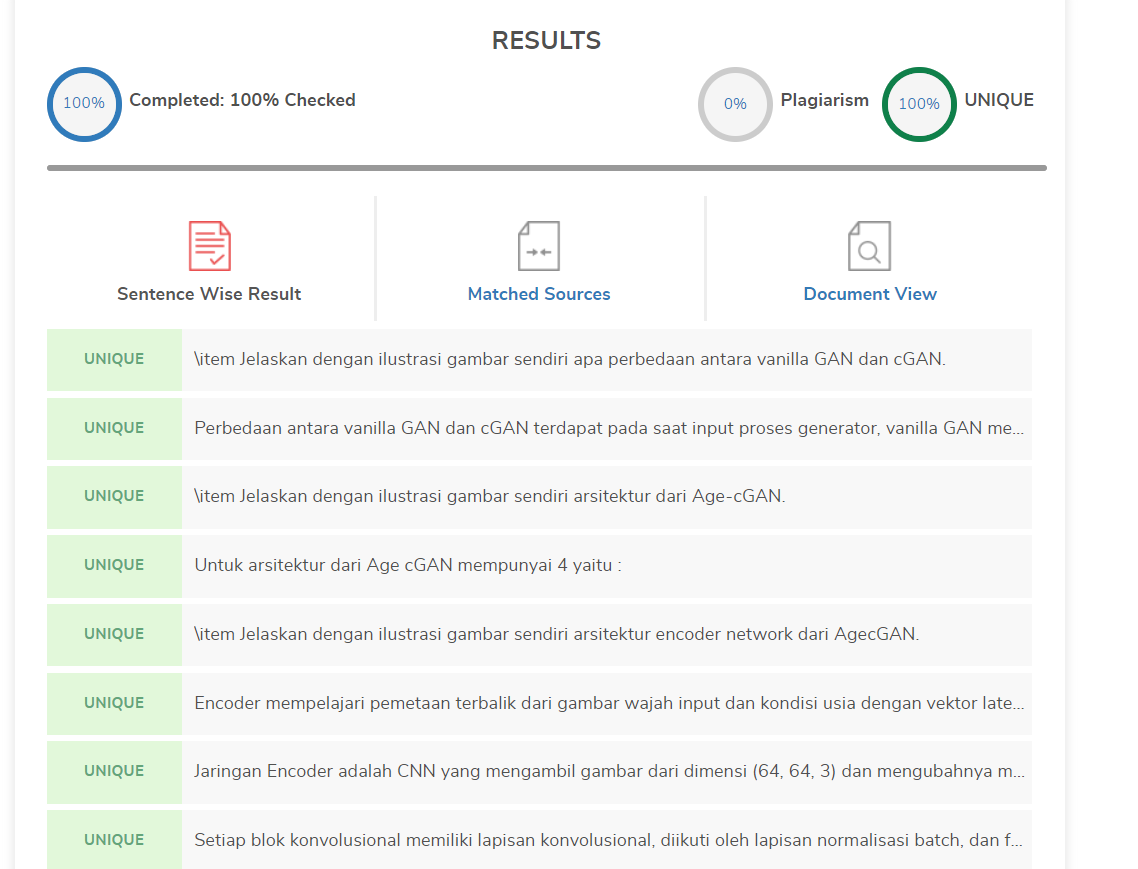 RESULTS
100% Completed: 100% Checked 0% Plagiarism 100% UNIQUE
Sentence Wise Result Matched Sources Document View
UNIQUE \item Jelaskan dengan ilustrasi gambar sendiri apa perbedaan antara vanilla GAN dan cGAN.
UNIQUE Perbedaan antara vanilla GAN dan cGAN terdapat pada saat input proses generator, vanilla GAN me...
UNIQUE \item Jelaskan dengan ilustrasi gambar sendiri arsitektur dari Age-cGAN.
UNIQUE Untuk arsitektur dari Age cGAN mempunyai 4 yaitu :
UNIQUE \item Jelaskan dengan ilustrasi gambar sendiri arsitektur encoder network dari AgecGAN.
UNIQUE Encoder mempelajari pemetaan terbalik dari gambar wajah input dan kondisi usia dengan vektor late...
UNIQUE Jaringan Encoder adalah CNN yang mengambil gambar dari dimensi (64, 64, 3) dan mengubahnya m...
UNIQUE Setiap blok konvolusional memiliki lapisan konvolusional, diikuti oleh lapisan normalisasi batch, dan f...